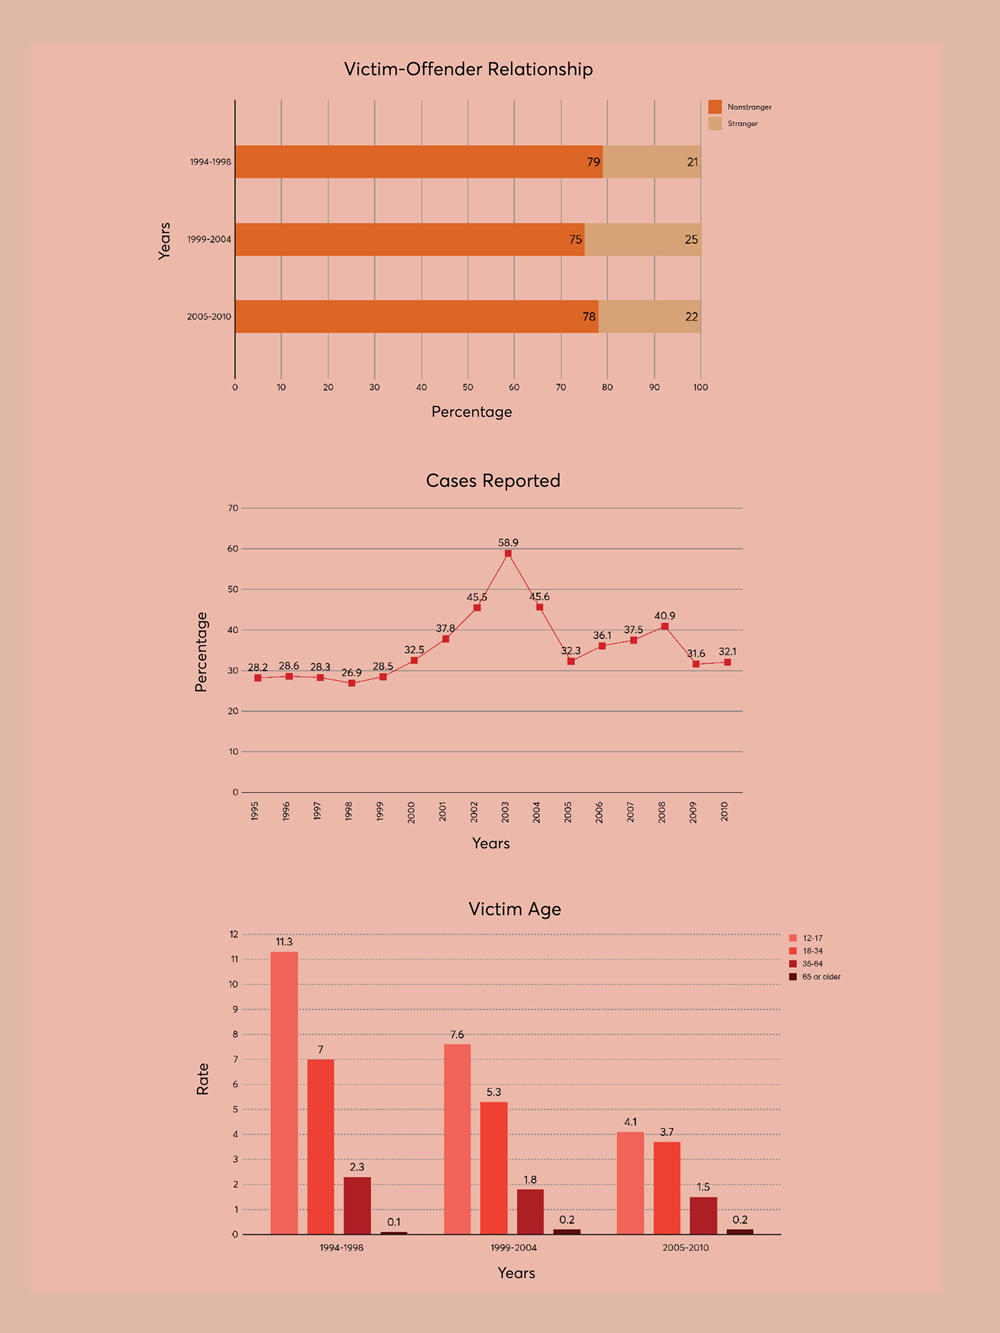 Victim-Offender Relationship
Nonstranger
Stranger
1994-1998
79
21
1999-2004
75
25
2005-2010
78
22
Years
0 10 20 30 40 50 60 70 80 90 100
Percentage
Cases Reported
70
60
50
40
30
20
10
0
Percentage
28.2 28.6 28.3 26.9 28.5 32.5 37.8 45.5 58.9 45.6 32.3 36.1 37.5 40.9 31.6 32.1
1995 1996 1997 1998 1999 2000 2001 2002 2003 2004 2005 2006 2007 2008 2009 2010
Years
Victim Age
12-17
18-34
35-64
65 or older
12
11
10
9
8
7
6
5
4
3
2
1
0
Rate
11.3 7 2.3 0.1
7.6 5.3 1.8 0.2
4.1 3.7 1.5 0.2
1994-1998 1999-2004 2005-2010
Years